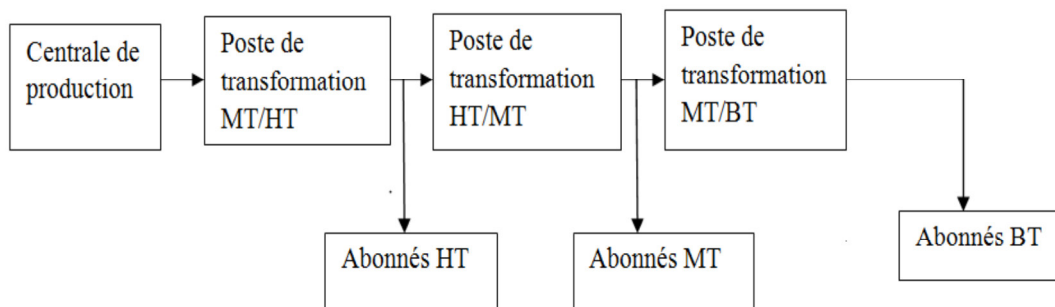 Centrale de
production
Poste de
transformation
MT/HT
Poste de
transformation
HT/MT
Poste de
transformation
MT/BT
Abonnés HT
Abonnés MT
Abonnés BT